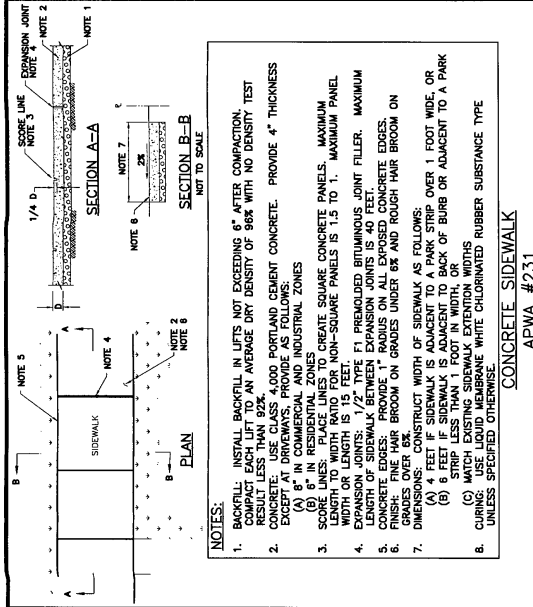 SCORE LINE
NOTE 3
EXPANSION JOINT
NOTE 4
NOTE 2
NOTE 1
1/4 D
D
SECTION A-A
NOTE 7
NOTE 6
2%
SECTION B-B
NOT TO SCALE
NOTE 5
A
B
SIDEWALK
NOTE 4
NOTE 2
NOTE 8
A
B
PLAN
NOTES:
1. BACKFILL: INSTALL BACKFILL IN LIFTS NOT EXCEEDING 6" AFTER COMPACTION.
COMPACT EACH LIFT TO AN AVERAGE DRY DENSITY OF 96% WITH NO DENSITY TEST
RESULT LESS THAN 92%.
2. CONCRETE: USE CLASS 4,000 PORTLAND CEMENT CONCRETE. PROVIDE 4" THICKNESS
EXCEPT AT DRIVEWAYS, PROVIDE AS FOLLOWS:
(A) 8" IN COMMERCIAL AND INDUSTRIAL ZONES
(B) 6" IN RESIDENTIAL ZONES
3. SCORE LINES: PLACE LINES TO CREATE SQUARE CONCRETE PANELS. MAXIMUM
LENGTH TO WIDTH RATIO FOR NON-SQUARE PANELS IS 1.5 TO 1. MAXIMUM PANEL
WIDTH OR LENGTH IS 15 FEET.
4. EXPANSION JOINTS: 1/2" TYPE F1 PREMOLDED BITUMINOUS JOINT FILLER. MAXIMUM
LENGTH OF SIDEWALK BETWEEN EXPANSION JOINTS IS 40 FEET.
5. CONCRETE EDGES: PROVIDE 1" RADIUS ON ALL EXPOSED CONCRETE EDGES.
6. FINISH: FINE HAIR BROOM ON GRADES UNDER 6% AND ROUGH HAIR BROOM ON
GRADES OVER 6%.
7. DIMENSIONS: CONSTRUCT WIDTH OF SIDEWALK AS FOLLOWS:
(A) 4 FEET IF SIDEWALK IS ADJACENT TO A PARK STRIP OVER 1 FOOT WIDE, OR
(B) 6 FEET IF SIDEWALK IS ADJACENT TO BACK OF BURB OR ADJACENT TO A PARK
STRIP LESS THAN 1 FOOT IN WIDTH, OR
(C) MATCH EXISTING SIDEWALK EXTENTION WIDTHS
8. CURING: USE LIQUID MEMBRANE WHITE CHLORINATED RUBBER SUBSTANCE TYPE
UNLESS SPECIFIED OTHERWISE.
CONCRETE SIDEWALK
APWA #231